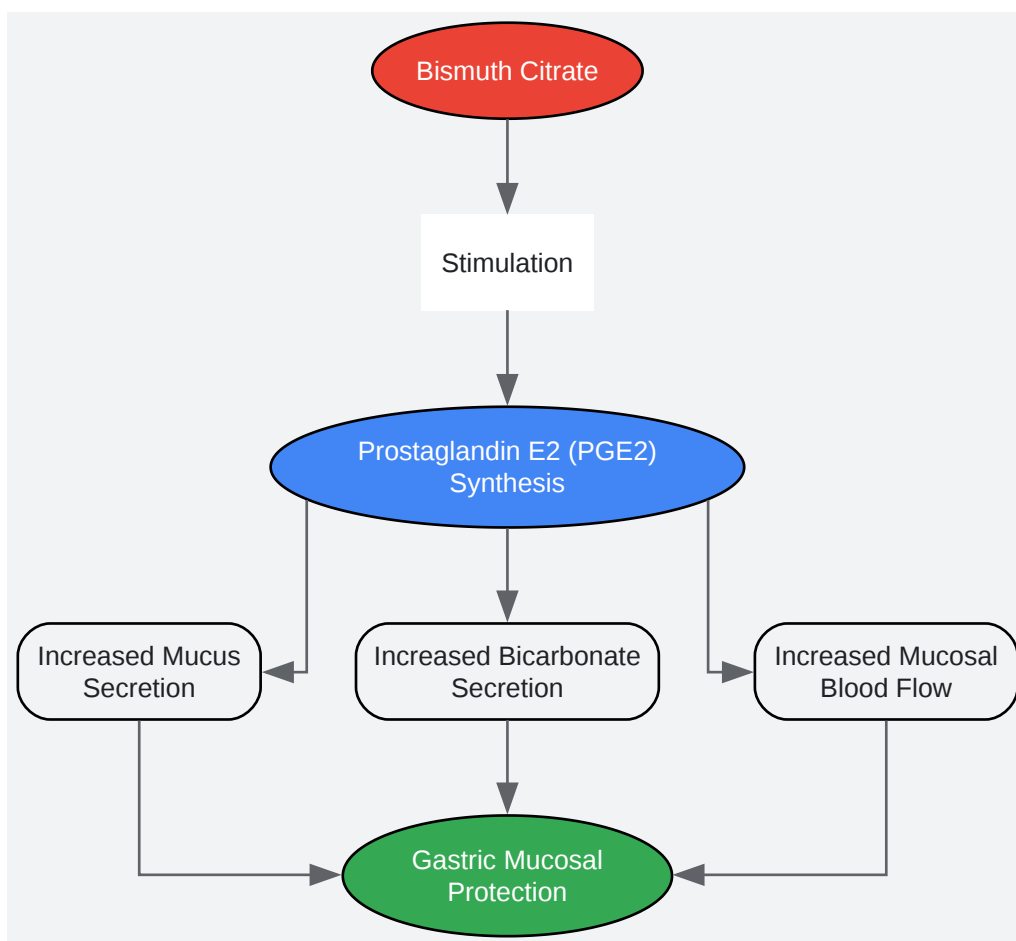 Bismuth Citrate
Stimulation
Prostaglandin E2 (PGE2)
Synthesis
Increased Mucus
Secretion
Increased Bicarbonate
Secretion
Increased Mucosal
Blood Flow
Gastric Mucosal
Protection